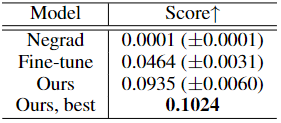 Model Score↑
Negrad 0.0001 (±0.0001)
Fine-tune 0.0464 (±0.0031)
Ours 0.0935 (±0.0060)
Ours, best 0.1024